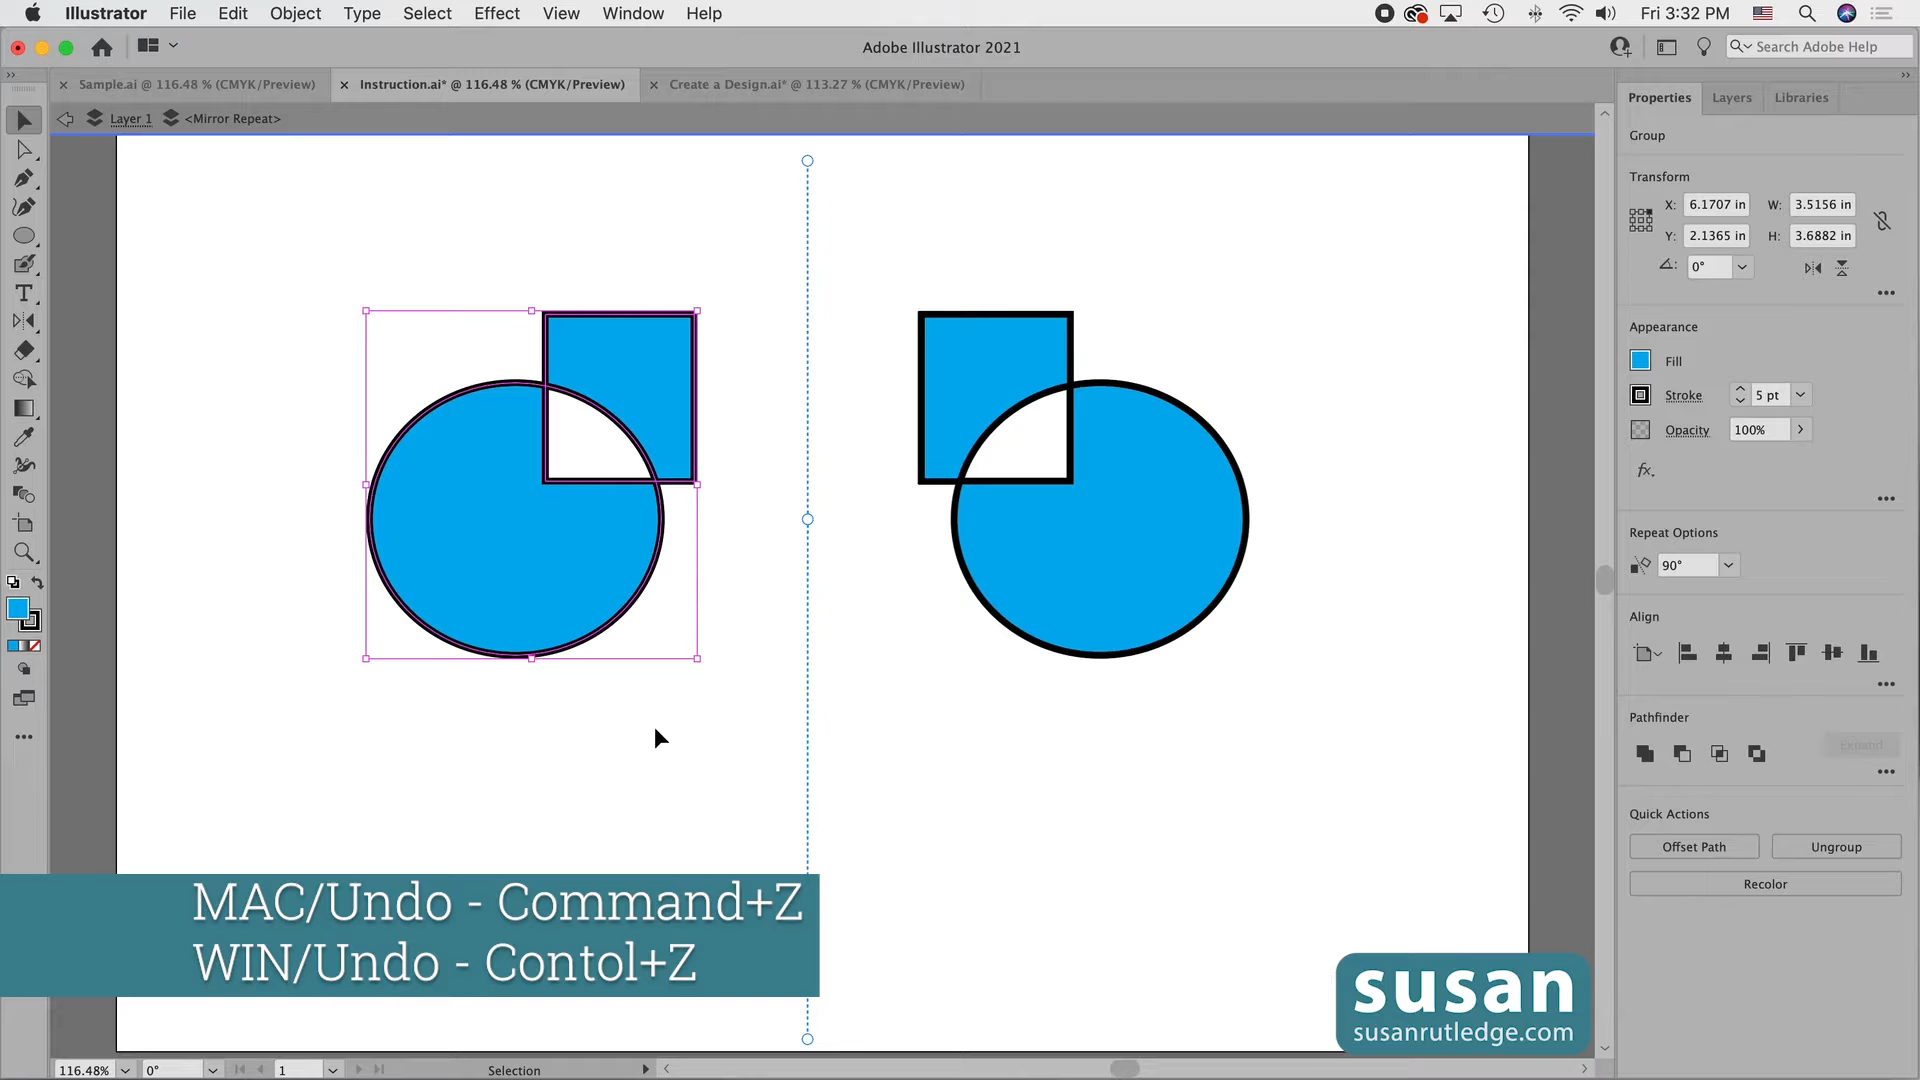 Illustrator File Edit Object Type Select Effect View Window Help Fri 3:32 PM
Adobe Illustrator 2021 Search Adobe Help
Sample.ai @ 116.48 % (CMYK/Preview) Instruction.ai* @ 116.48 % (CMYK/Preview) Create a Design.ai* @ 113.27 % (CMYK/Preview)
Layer 1 <Mirror Repeat>
Properties Layers Libraries
Group
Transform
X: 6.1707 in W: 3.5156 in
Y: 2.1365 in H: 3.6882 in
0°
Appearance
Fill
Stroke 5 pt
Opacity 100%
fx.
Repeat Options
90°
Align
Pathfinder
Expand
Quick Actions
Offset Path Ungroup
Recolor
MAC/Undo - Command+Z
WIN/Undo - Contol+Z
susan
susanrutledge.com
116.48% 0° 1 Selection